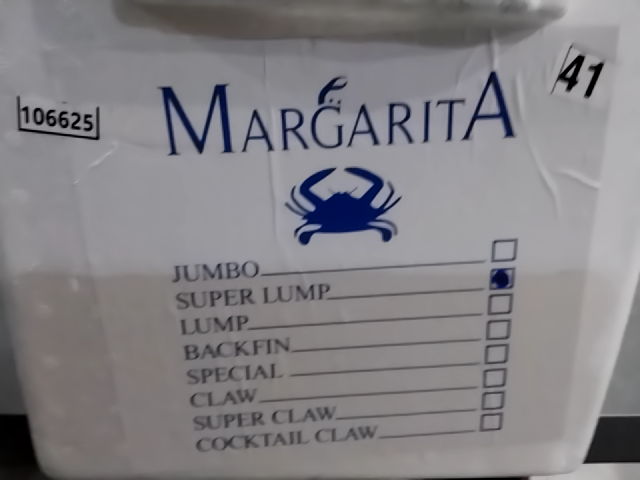 41
106625
MARGARITA
JUMBO
SUPER LUMP
LUMP
BACKFIN
SPECIAL
CLAW
SUPER CLAW
COCKTAIL CLAW